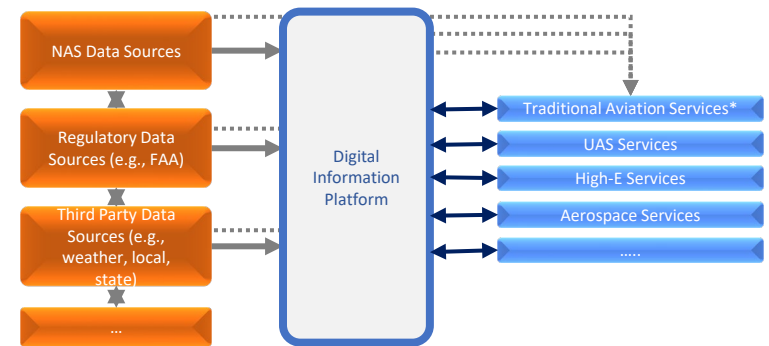 NAS Data Sources
Regulatory Data
Sources (e.g., FAA)
Third Party Data
Sources (e.g.,
weather, local,
state)
...
Digital
Information
Platform
Traditional Aviation Services*
UAS Services
High-E Services
Aerospace Services
.....